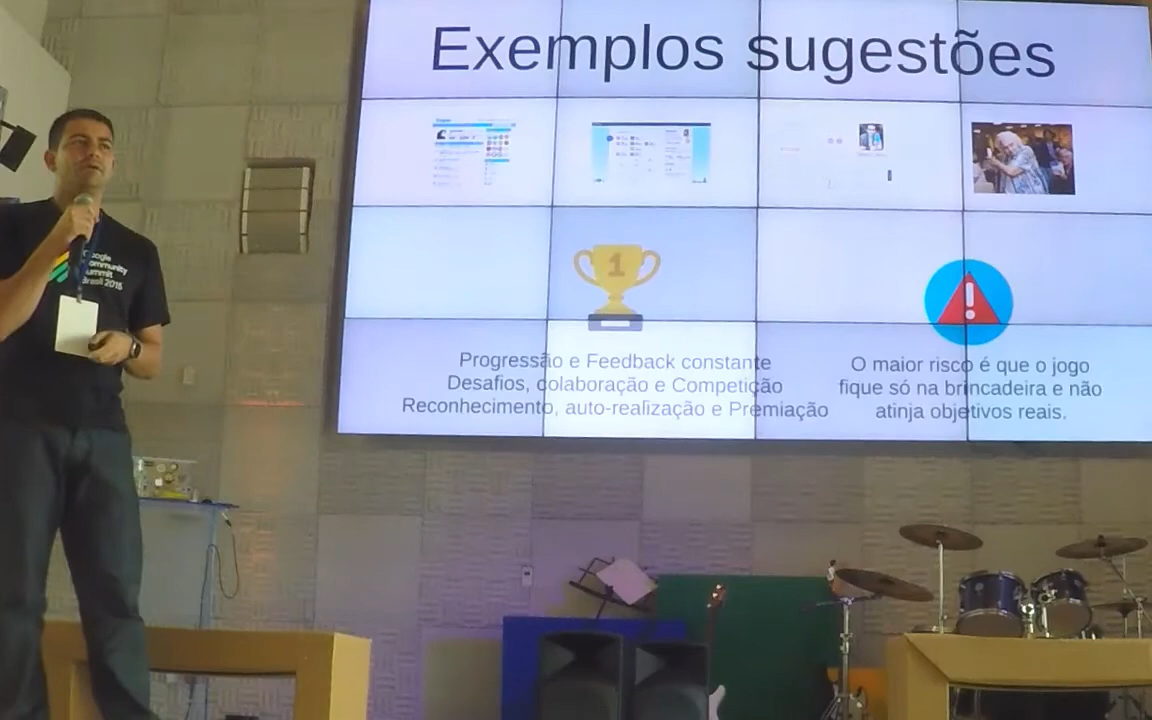 Exemplos sugestões
1
Progressão e Feedback constante
Desafios, colaboração e Competição
Reconhecimento, auto-realização e Premiação
O maior risco é que o jogo
fique só na brincadeira e não
atinja objetivos reais.
Google
Community
Summit
Brasil 2015